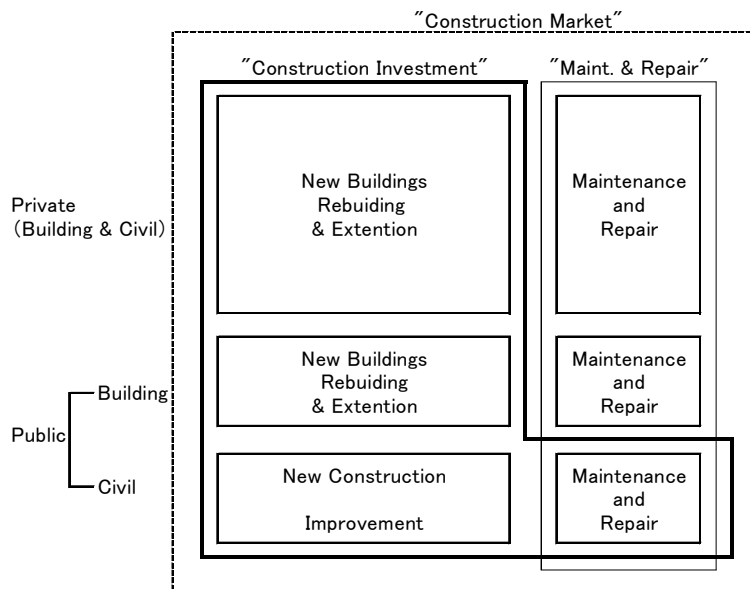 "Construction Market"
"Construction Investment"
"Maint. & Repair"
Private
(Building & Civil)
New Buildings
Rebuiding
& Extention
Maintenance
and
Repair
Public
Building
New Buildings
Rebuiding
& Extention
Maintenance
and
Repair
Civil
New Construction
Improvement
Maintenance
and
Repair